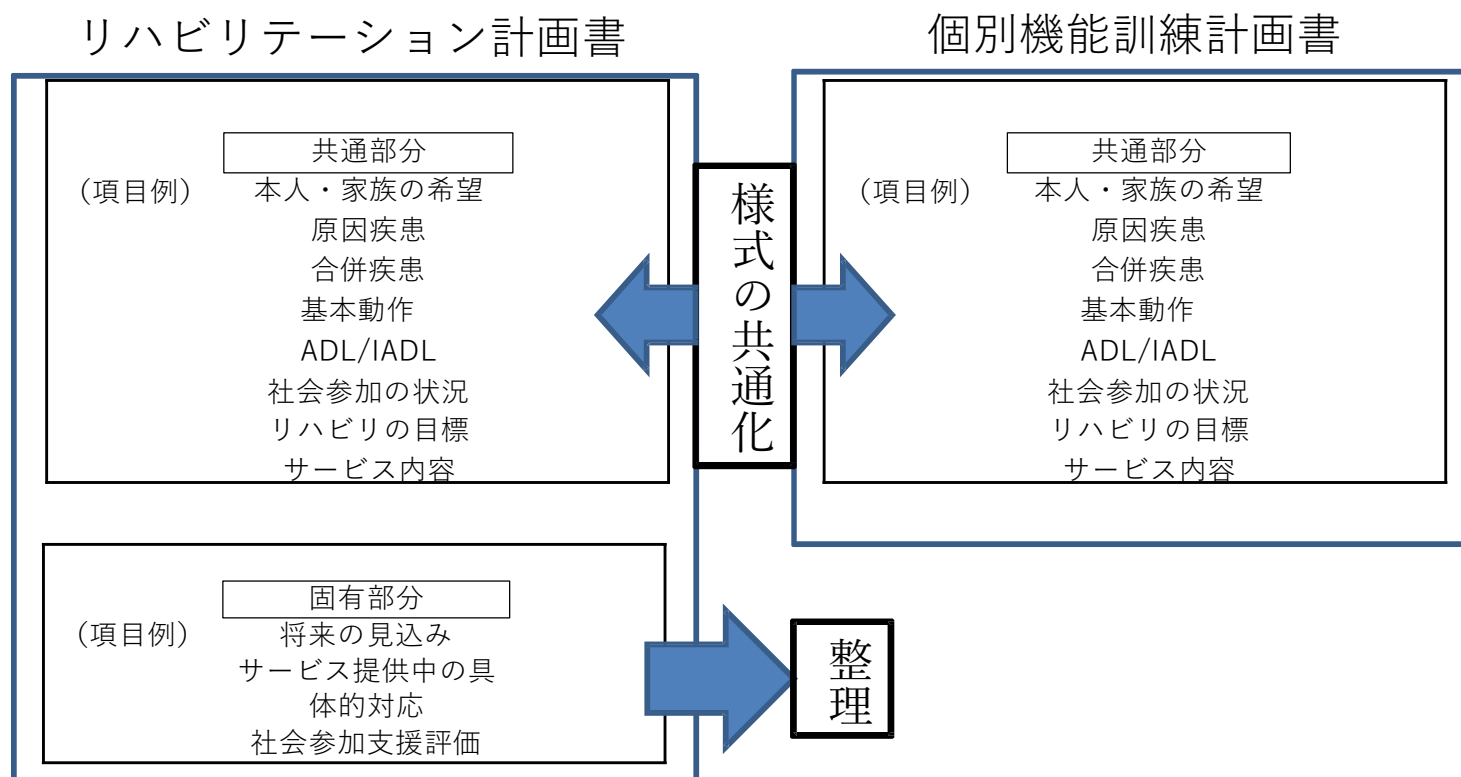 リハビリテーション計画書
共通部分
(項目例) 本人・家族の希望
原因疾患
合併疾患
基本動作
ADL/IADL
社会参加の状況
リハビリの目標
サービス内容
固有部分
(項目例) 将来の見込み
サービス提供中の具
体的対応
社会参加支援評価
様式の共通化
整理
個別機能訓練計画書
共通部分
(項目例) 本人・家族の希望
原因疾患
合併疾患
基本動作
ADL/IADL
社会参加の状況
リハビリの目標
サービス内容